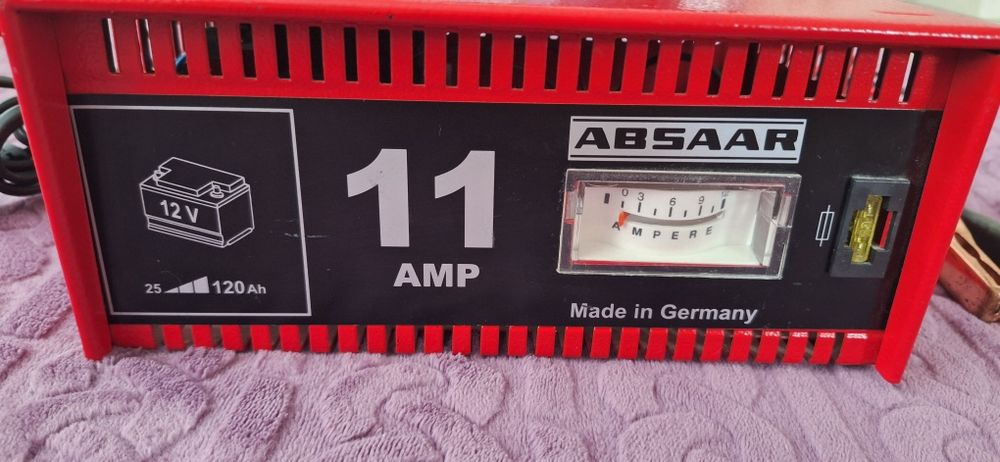 12 V
25 120 Ah
11
AMP
ABSAAR
0 3 6 9
AMPERE
Made in Germany